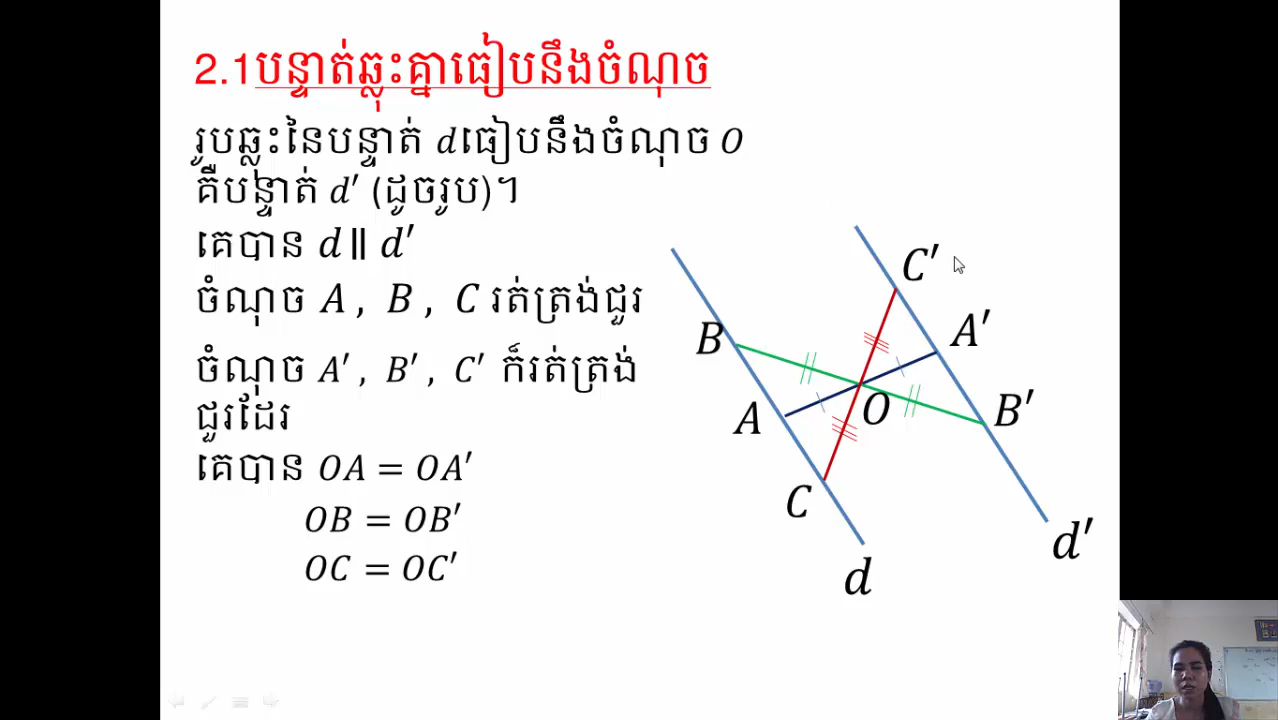 2.1បន្ទាត់ឆ្លុះគ្នាធៀបនឹងចំណុច
រូបឆ្លុះនៃបន្ទាត់ dធៀបនឹងចំណុច O
គឺបន្ទាត់ d′ (ដូចរូប)។
គេបាន d ∥ d′
ចំណុច A , B , C រត់ត្រង់ជួរ
ចំណុច A′ , B′ , C′ ក៏រត់ត្រង់
ជួរដែរ
គេបាន OA = OA′
OB = OB′
OC = OC′
C′
A′
B
O
B′
A
C
d′
d